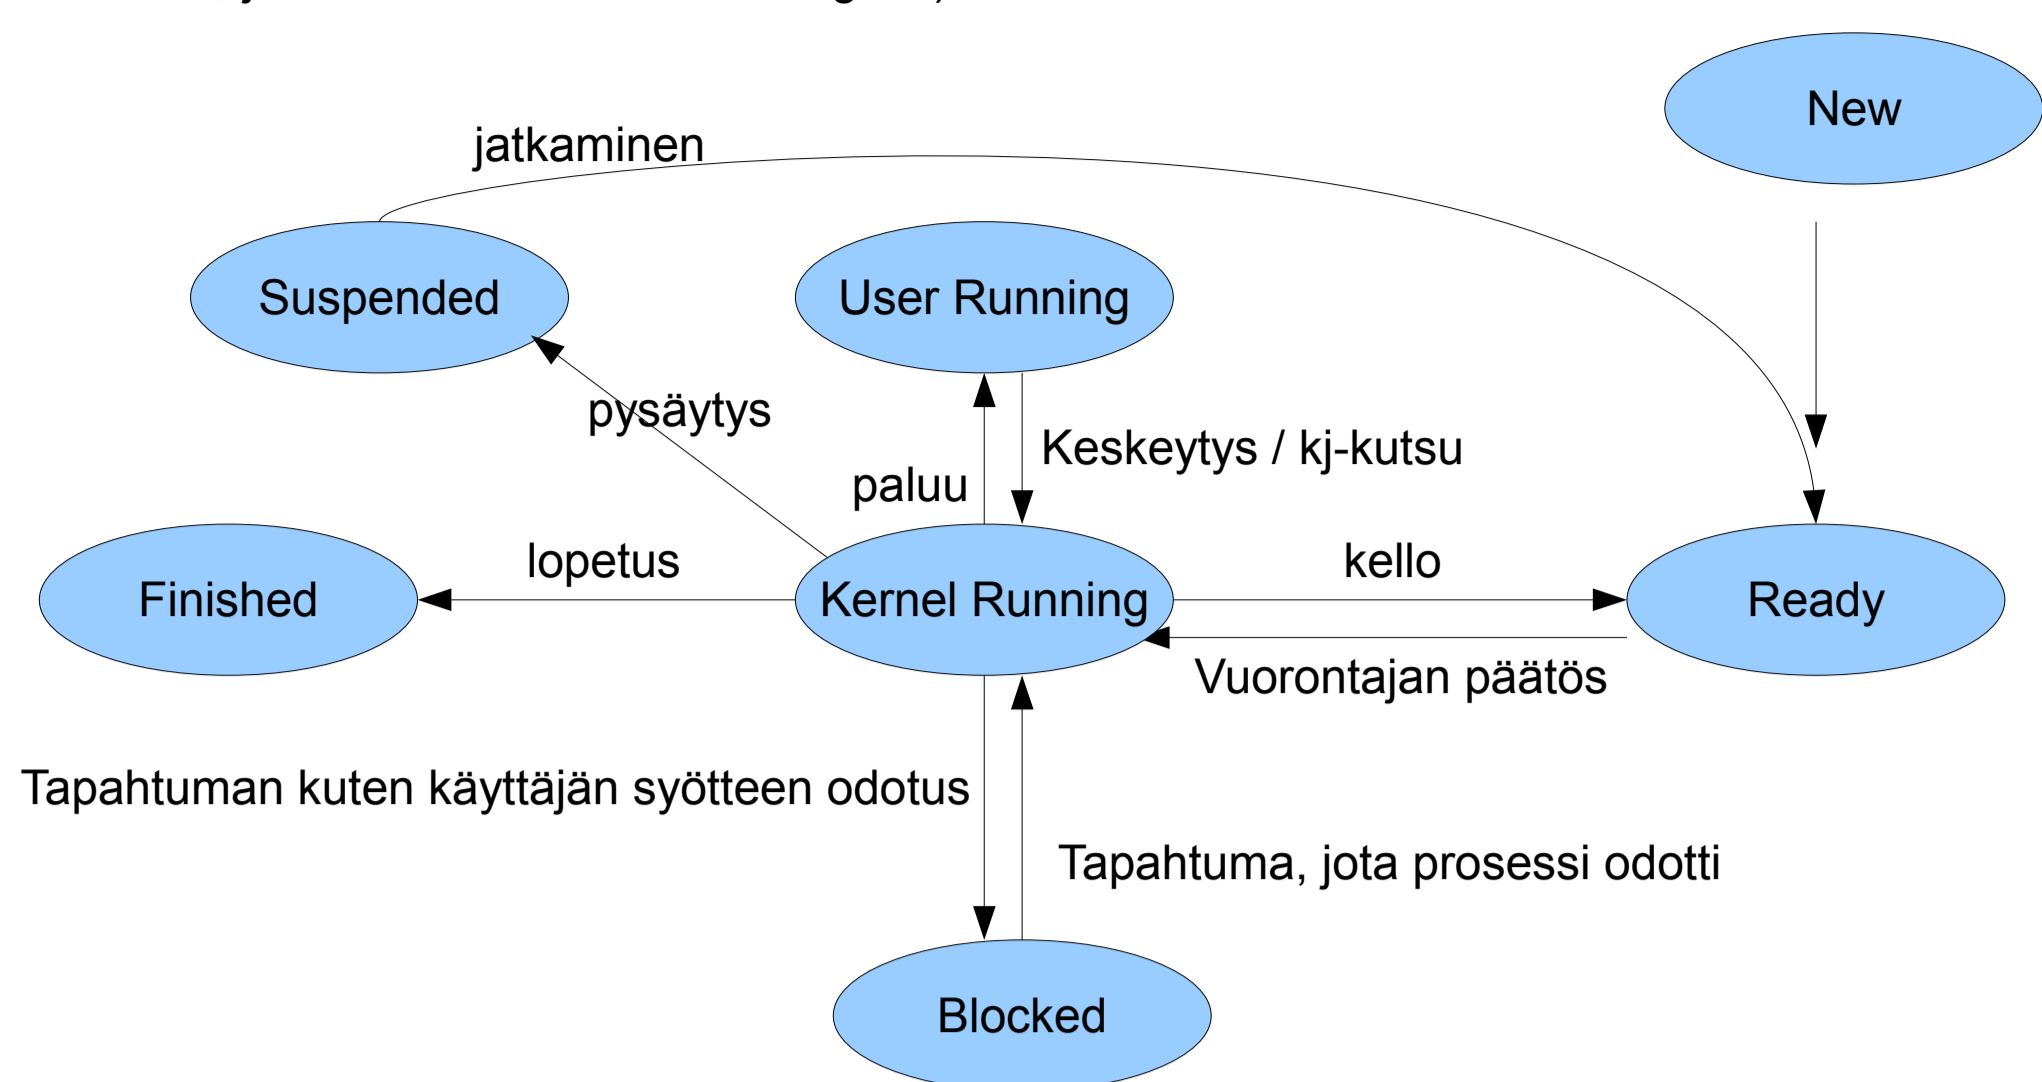 New
jatkaminen
Suspended
User Running
pysäytys
Keskeytys / kj-kutsu
paluu
lopetus
kello
Finished
Kernel Running
Ready
Vuorontajan päätös
Tapahtuman kuten käyttäjän syötteen odotus
Tapahtuma, jota prosessi odotti
Blocked